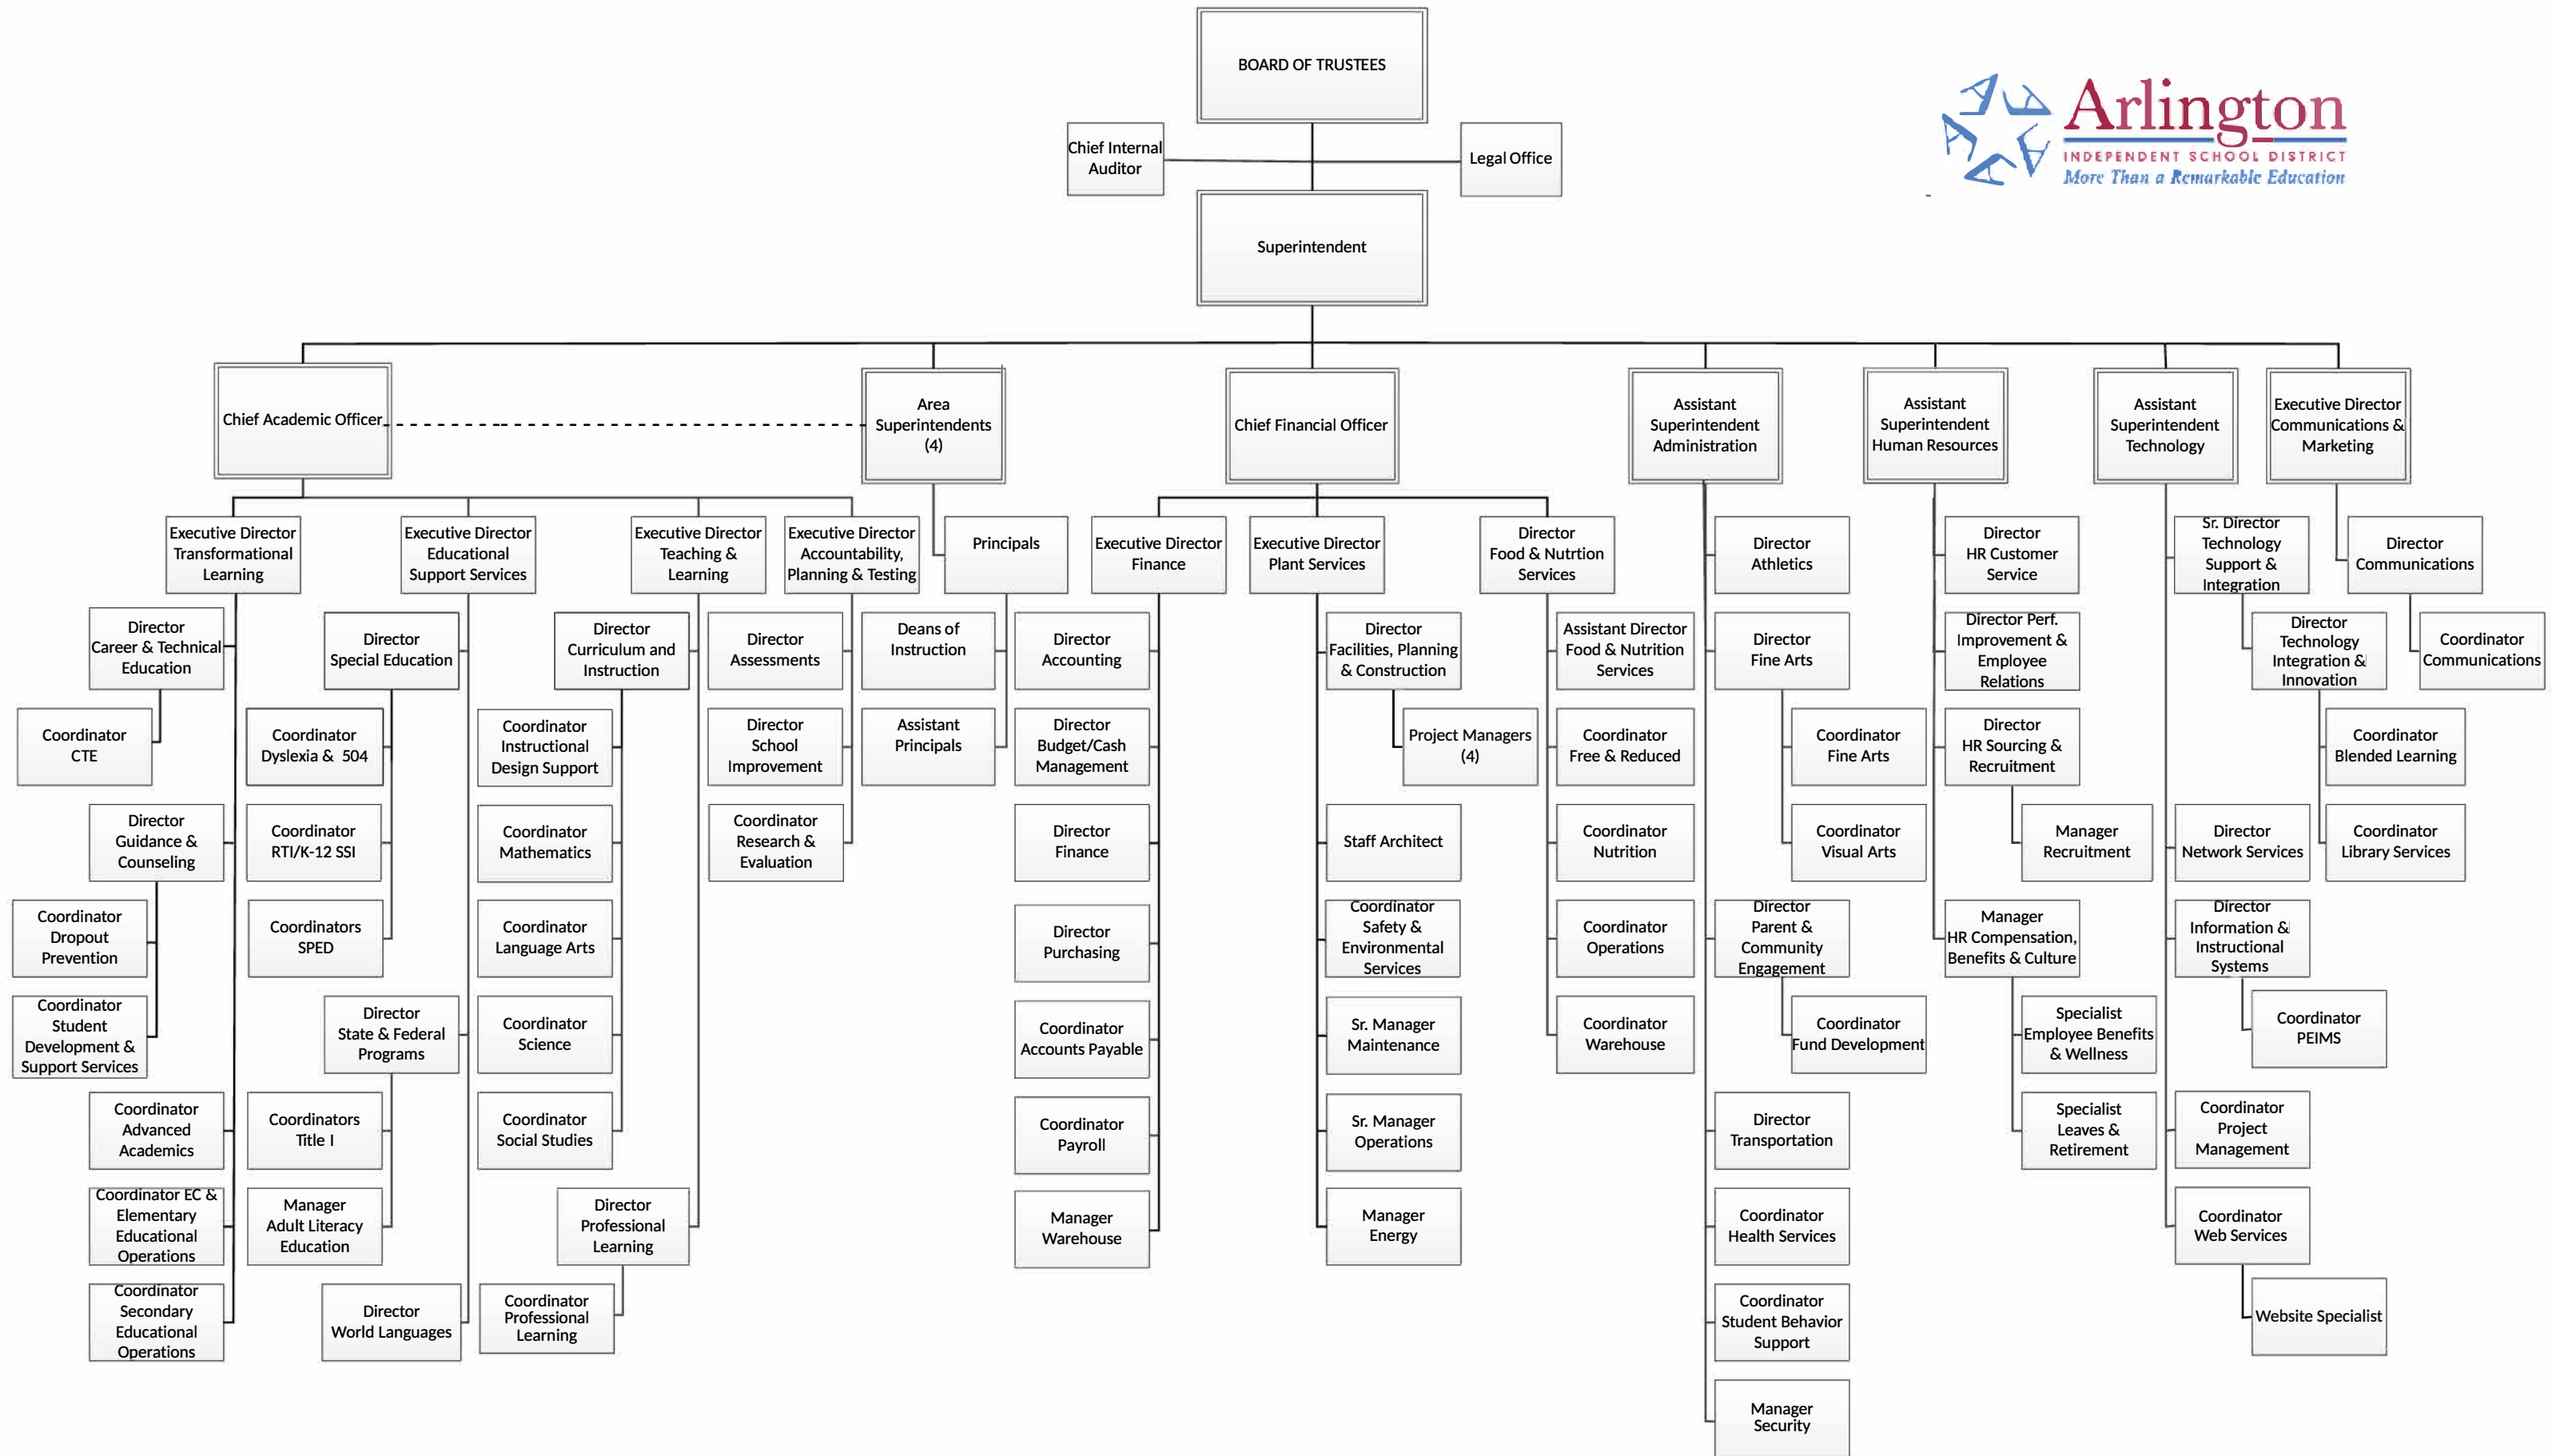 BOARD OF TRUSTEES
Arlington
INDEPENDENT SCHOOL DISTRICT
More Than a Remarkable Education
Chief Internal
Auditor
Legal Office
Superintendent
Chief Academic Officer
Area
Superintendents
(4)
Chief Financial Officer
Assistant
Superintendent
Administration
Assistant
Superintendent
Human Resources
Assistant
Superintendent
Technology
Executive Director
Communications &
Marketing
Executive Director
Transformational
Learning
Executive Director
Educational
Support Services
Executive Director
Teaching &
Learning
Executive Director
Accountability,
Planning & Testing
Principals
Executive Director
Finance
Executive Director
Plant Services
Director
Food & Nutrtion
Services
Director
Athletics
Director
HR Customer
Service
Sr. Director
Technology
Support &
Integration
Director
Communications
Director
Career & Technical
Education
Director
Special Education
Director
Curriculum and
Instruction
Director
Assessments
Deans of
Instruction
Director
Accounting
Director
Facilities, Planning
& Construction
Assistant Director
Food & Nutrition
Services
Director
Fine Arts
Director Perf.
Improvement &
Employee
Relations
Director
Technology
Integration &
Innovation
Coordinator
Communications
Coordinator
CTE
Coordinator
Dyslexia & 504
Coordinator
Instructional
Design Support
Director
School
Improvement
Assistant
Principals
Director
Budget/Cash
Management
Project Managers
(4)
Coordinator
Free & Reduced
Coordinator
Fine Arts
Director
HR Sourcing &
Recruitment
Coordinator
Blended Learning
Director
Guidance &
Counseling
Coordinator
RTI/K-12 SSI
Coordinator
Mathematics
Coordinator
Research &
Evaluation
Director
Finance
Staff Architect
Coordinator
Nutrition
Coordinator
Visual Arts
Manager
Recruitment
Director
Network Services
Coordinator
Library Services
Coordinator
Dropout
Prevention
Coordinators
SPED
Coordinator
Language Arts
Director
Purchasing
Coordinator
Safety &
Environmental
Services
Coordinator
Operations
Director
Parent &
Community
Engagement
Manager
HR Compensation,
Benefits & Culture
Director
Information &
Instructional
Systems
Coordinator
Student
Development &
Support Services
Director
State & Federal
Programs
Coordinator
Science
Coordinator
Accounts Payable
Sr. Manager
Maintenance
Coordinator
Warehouse
Coordinator
Fund Development
Specialist
Employee Benefits
& Wellness
Coordinator
PEIMS
Coordinator
Advanced
Academics
Coordinators
Title I
Coordinator
Social Studies
Coordinator
Payroll
Sr. Manager
Operations
Director
Transportation
Specialist
Leaves &
Retirement
Coordinator
Project
Management
Coordinator EC &
Elementary
Educational
Operations
Manager
Adult Literacy
Education
Director
Professional
Learning
Manager
Warehouse
Manager
Energy
Coordinator
Health Services
Coordinator
Web Services
Coordinator
Secondary
Educational
Operations
Director
World Languages
Coordinator
Professional
Learning
Coordinator
Student Behavior
Support
Website Specialist
Manager
Security